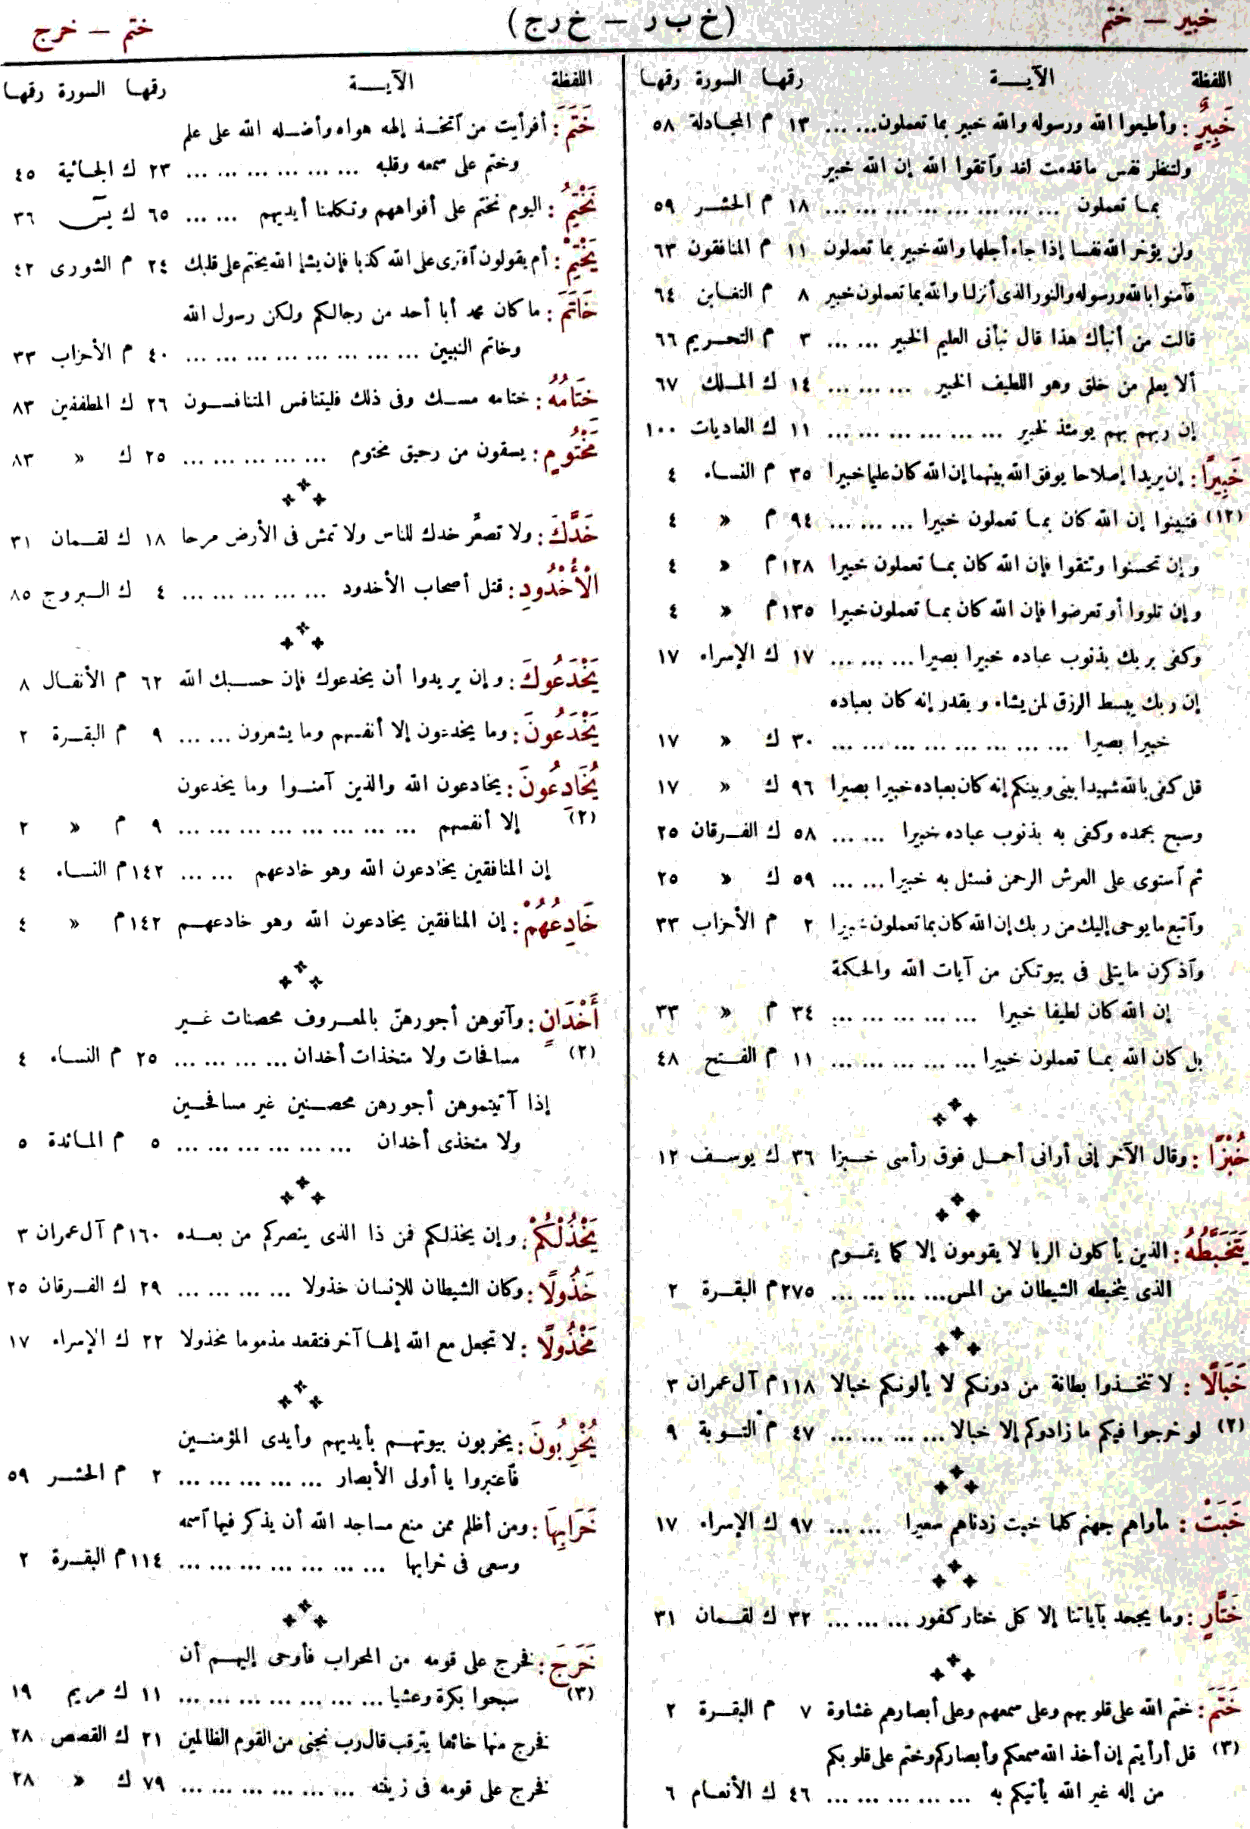 خبير – ختم
(خ ب ر – خ ر ج)
ختم – خرج
اللفظة الآيـــة رقمها السورة رقمها
خَبِيرٌ : وأطيعوا الله ورسوله والله خبير بما تعملون... ... ١٣ م المجادلة ٥٨
ولتنظر نفس ماقدمت لغد وٱتقوا الله إن الله خبير
بما تعملون ... ... ... ... ... ... ... ... ١٨ م الحشر ٥٩
ولن يؤخر الله نفسا إذا جاء أجلها والله خبير بما تعملون ١١ م المنافقون ٦٣
فآمنوا بالله ورسوله والنور الذى أنزلنا والله بما تعملون خبير ٨ م التغابن ٦٤
قالت من أنبأك هذا قال نبأنى العليم الخبير ... ... ٣ م التحريم ٦٦
ألا يعلم من خلق وهو اللطيف الخبير ... ... ... ١٤ ك الملك ٦٧
إن ربهم بهم يومئذ لخبير ... ... ... ... ... ... ١١ ك العاديات ١٠٠
خَبِيرًا : إن يريدا إصلاحا يوفق الله بينهما إن الله كان عليما خبيرا ٣٥ م النساء ٤
(١٢) فتبينوا إن الله كان بما تعملون خبيرا ... ... ... ٩٤ م » ٤
وإن تحسنوا وتتقوا فإن الله كان بما تعملون خبيرا ١٢٨ م » ٤
وإن تلووا أو تعرضوا فإن الله كان بما تعملون خبيرا ١٣٥ م » ٤
وكفى بربك بذنوب عباده خبيرا بصيرا ... ... ... ١٧ ك الإسراء ١٧
إن ربك يبسط الرزق لمن يشاء ويقدر إنه كان بعباده
خبيرا بصيرا ... ... ... ... ... ... ... ... ٣٠ ك » ١٧
قل كفى بالله شهيدا بينى وبينكم إنه كان بعباده خبيرا بصيرا ٩٦ ك » ١٧
وسبح بحمده وكفى به بذنوب عباده خبيرا ... ... ٥٨ ك الفرقان ٢٥
ثم ٱستوى على العرش الرحمن فسئل به خبيرا ... ... ٥٩ ك » ٢٥
وٱتبع ما يوحى إليك من ربك إن الله كان بما تعملون خبيرا ٢ م الأحزاب ٣٣
وٱذكرن مايتلى فى بيوتكن من آيات الله والحكمة
إن الله كان لطيفا خبيرا ... ... ... ... ... ٣٤ م » ٣٣
بل كان الله بما تعملون خبيرا ... ... ... ... ... ١١ م الفتح ٤٨
خُبْزًا : وقال الآخر إنى أرانى أحمل فوق رأسى خبزا ٣٦ ك يوسف ١٢
يَتَخَبَّطُهُ : الذين يأكلون الربا لا يقومون إلا كما يقوم
الذى يتخبطه الشيطان من المس... ... ... ... ٢٧٥ م البقرة ٢
خَبَالًا : لا تتخذوا بطانة من دونكم لا يألونكم خبالا ١١٨ م آل عمران ٣
(٢) لو خرجوا فيكم ما زادوكم إلا خبالا ... ... ... ... ٤٧ م التوبة ٩
خَبَتْ : مأواهم جهنم كلما خبت زدناهم سعيرا ... ... ٩٧ ك الإسراء ١٧
خَتَّارٍ : وما يجحد بآياتنا إلا كل ختار كفور ... ... ... ٣٢ ك لقمان ٣١
خَتَمَ : ختم الله على قلوبهم وعلى سمعهم وعلى أبصارهم غشاوة ٧ م البقرة ٢
(٣) قل أرأيتم إن أخذ الله سمعكم وأبصاركم وختم على قلوبكم
من إله غير الله يأتيكم به ... ... ... ... ... ٤٦ ك الأنعام ٦
اللفظة الآيـــة رقمها السورة رقمها
خَتَمَ : أفرأيت من ٱتخذ إلهه هواه وأضله الله على علم
وختم على سمعه وقلبه ... ... ... ... ... ... ٢٣ ك الجاثية ٤٥
نَخْتِمُ : اليوم نختم على أفواههم وتكلمنا أيديهم ... ... ٦٥ ك يس ٣٦
يَخْتِمْ : أم يقولون ٱفترى على الله كذبا فإن يشإ الله يختم على قلبك ٢٤ م الشورى ٤٢
خَاتَمَ : ما كان محمد أبا أحد من رجالكم ولكن رسول الله
وخاتم النبيين ... ... ... ... ... ... ... ... ٤٠ م الأحزاب ٣٣
خِتَامُهُ : ختامه مسك وفى ذلك فليتنافس المتنافسون ٢٦ ك المطففين ٨٣
مَخْتُومٍ : يسقون من رحيق مختوم ... ... ... ... ... ٢٥ ك » ٨٣
خَدَّكَ : ولا تصعّر خدك للناس ولا تمش فى الأرض مرحا ١٨ ك لقمان ٣١
الْأُخْدُودِ : قتل أصحاب الأخدود ... ... ... ... ... ٤ ك البروج ٨٥
يَخْدَعُوكَ : وإن يريدوا أن يخدعوك فإن حسبك الله ٦٢ م الأنفال ٨
يَخْدَعُونَ : وما يخدعون إلا أنفسهم وما يشعرون ... ... ٩ م البقرة ٢
يُخَادِعُونَ : يخادعون الله والذين آمنوا وما يخدعون
(٢) إلا أنفسهم ... ... ... ... ... ... ... ... ٩ م » ٢
إن المنافقين يخادعون الله وهو خادعهم ... ... ١٤٢ م النساء ٤
خَادِعُهُمْ : إن المنافقين يخادعون الله وهو خادعهم ١٤٢ م » ٤
أَخْدَانٍ : وآتوهن أجورهنّ بالمعروف محصنات غير
(٢) مسافحات ولا متخذات أخدان ... ... ... ... ٢٥ م النساء ٤
إذا آتيتموهن أجورهن محصنين غير مسافحين
ولا متخذى أخدان ... ... ... ... ... ... ٥ م المائدة ٥
يَخْذُلْكُمْ : وإن يخذلكم فمن ذا الذى ينصركم من بعده ١٦٠ م آل عمران ٣
خَذُولًا : وكان الشيطان للإنسان خذولا ... ... ... ... ٢٩ ك الفرقان ٢٥
مَخْذُولًا : لا تجعل مع الله إلها آخر فتقعد مذموما مخذولا ٢٢ ك الإسراء ١٧
يُخْرِبُونَ : يخربون بيوتهم بأيديهم وأيدى المؤمنين
فٱعتبروا يا أولى الأبصار ... ... ... ... ... ٢ م الحشر ٥٩
خَرَابِهَا : ومن أظلم ممن منع مساجد الله أن يذكر فيها ٱسمه
وسعى فى خرابها ... ... ... ... ... ... ... ١١٤ م البقرة ٢
خَرَجَ : فخرج على قومه من المحراب فأوحى إليهم أن
(٣) سبحوا بكرة وعشيا ... ... ... ... ... ... ... ١١ ك مريم ١٩
فخرج منها خائفا يترقب قال رب نجنى من القوم الظالمين ٢١ ك القصص ٢٨
فخرج على قومه فى زينته ... ... ... ... ... ... ٧٩ ك » ٢٨